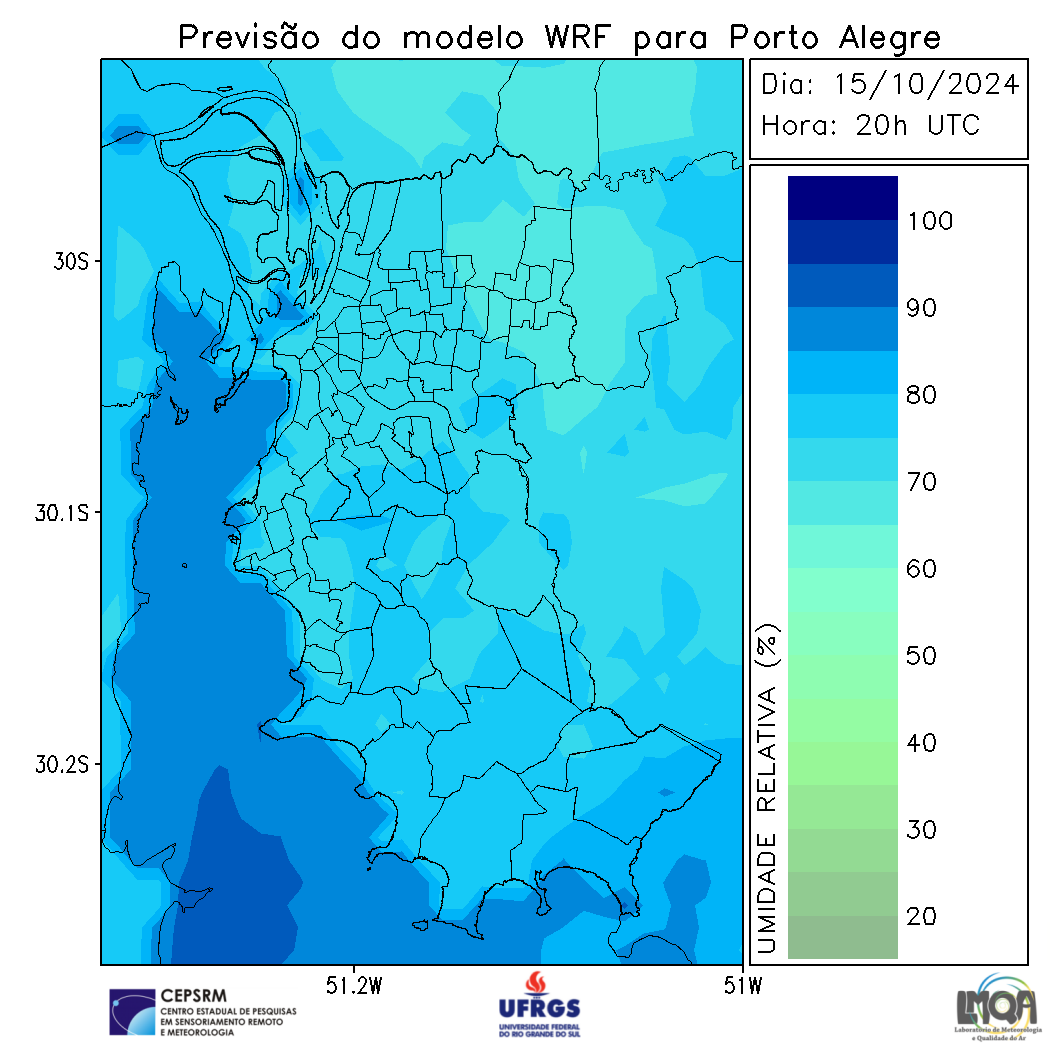 Previsão do modelo WRF para Porto Alegre
Dia: 15/10/2024
Hora: 20h UTC
100
90
80
70
60
50
40
30
20
UMIDADE RELATIVA (%)
30S
30.1S
30.2S
51.2W
51W
CEPSRM
CENTRO ESTADUAL DE PESQUISAS
EM SENSORIAMENTO REMOTO
E METEOROLOGIA
UFRGS
UNIVERSIDADE FEDERAL
DO RIO GRANDE DO SUL
LMQA
Laboratório de Meteorologia
e Qualidade do Ar